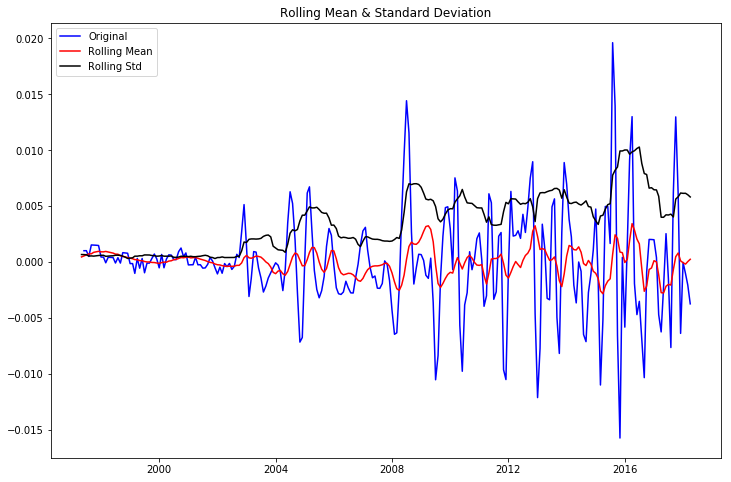 Rolling Mean & Standard Deviation
Original
Rolling Mean
Rolling Std
0.020
0.015
0.010
0.005
0.000
−0.005
−0.010
−0.015
2000 2004 2008 2012 2016